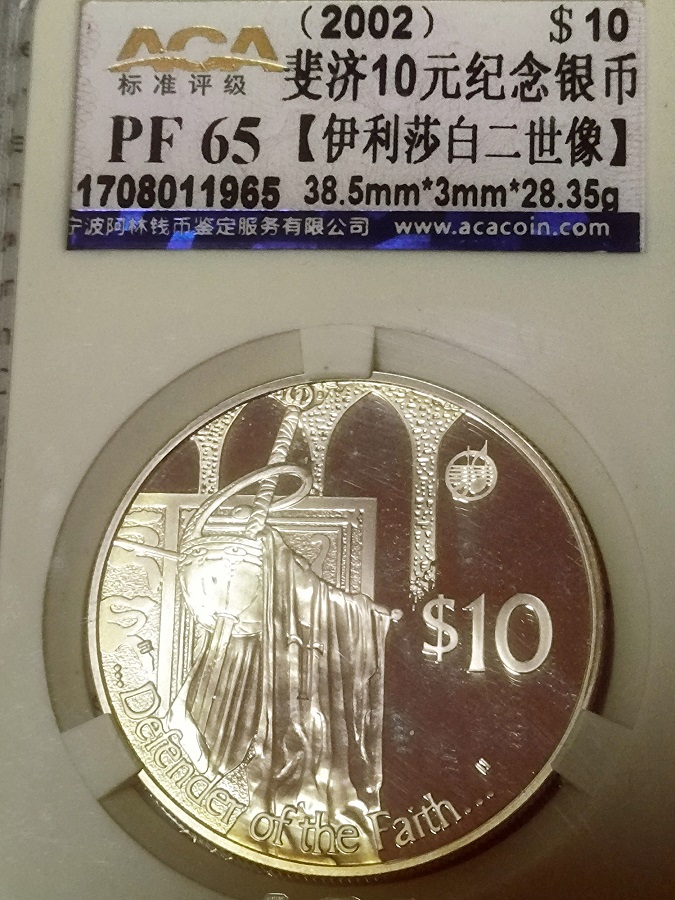 ACA
标准评级
（2002） $10
斐济10元纪念银币
PF 65 【伊利莎白二世像】
1708011965 38.5mm*3mm*28.35g
宁波阿林钱币鉴定服务有限公司 www.acacoin.com
$10
...Defender of the Faith...